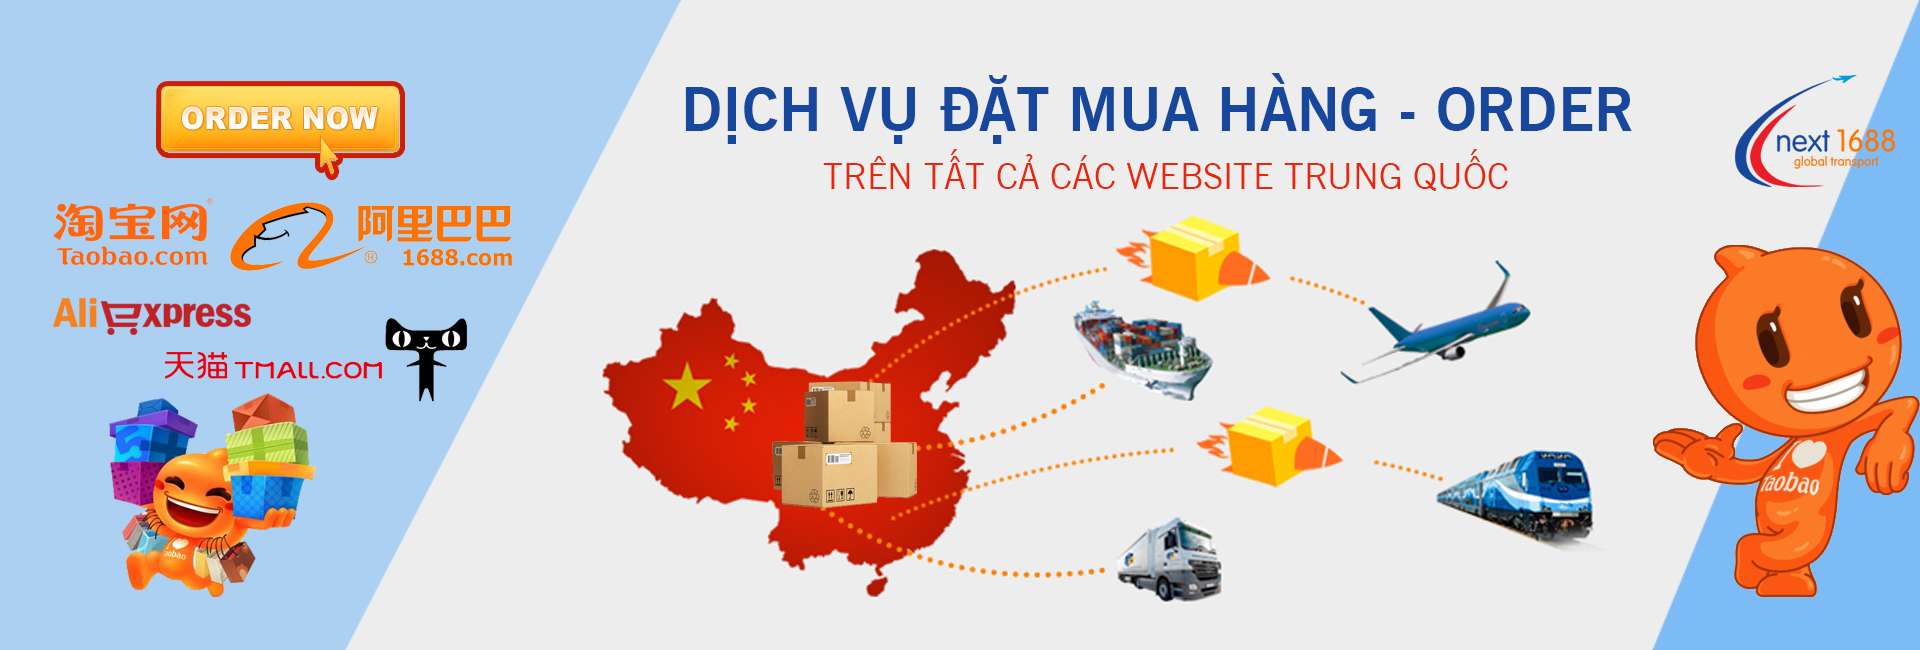 ORDER NOW
淘宝网®
Taobao.com
阿里巴巴
® 1688.com
AliExpress
天猫 TMALL.COM
DỊCH VỤ ĐẶT MUA HÀNG - ORDER
TRÊN TẤT CẢ CÁC WEBSITE TRUNG QUỐC
next 1688
global transport
Taobao
aobao